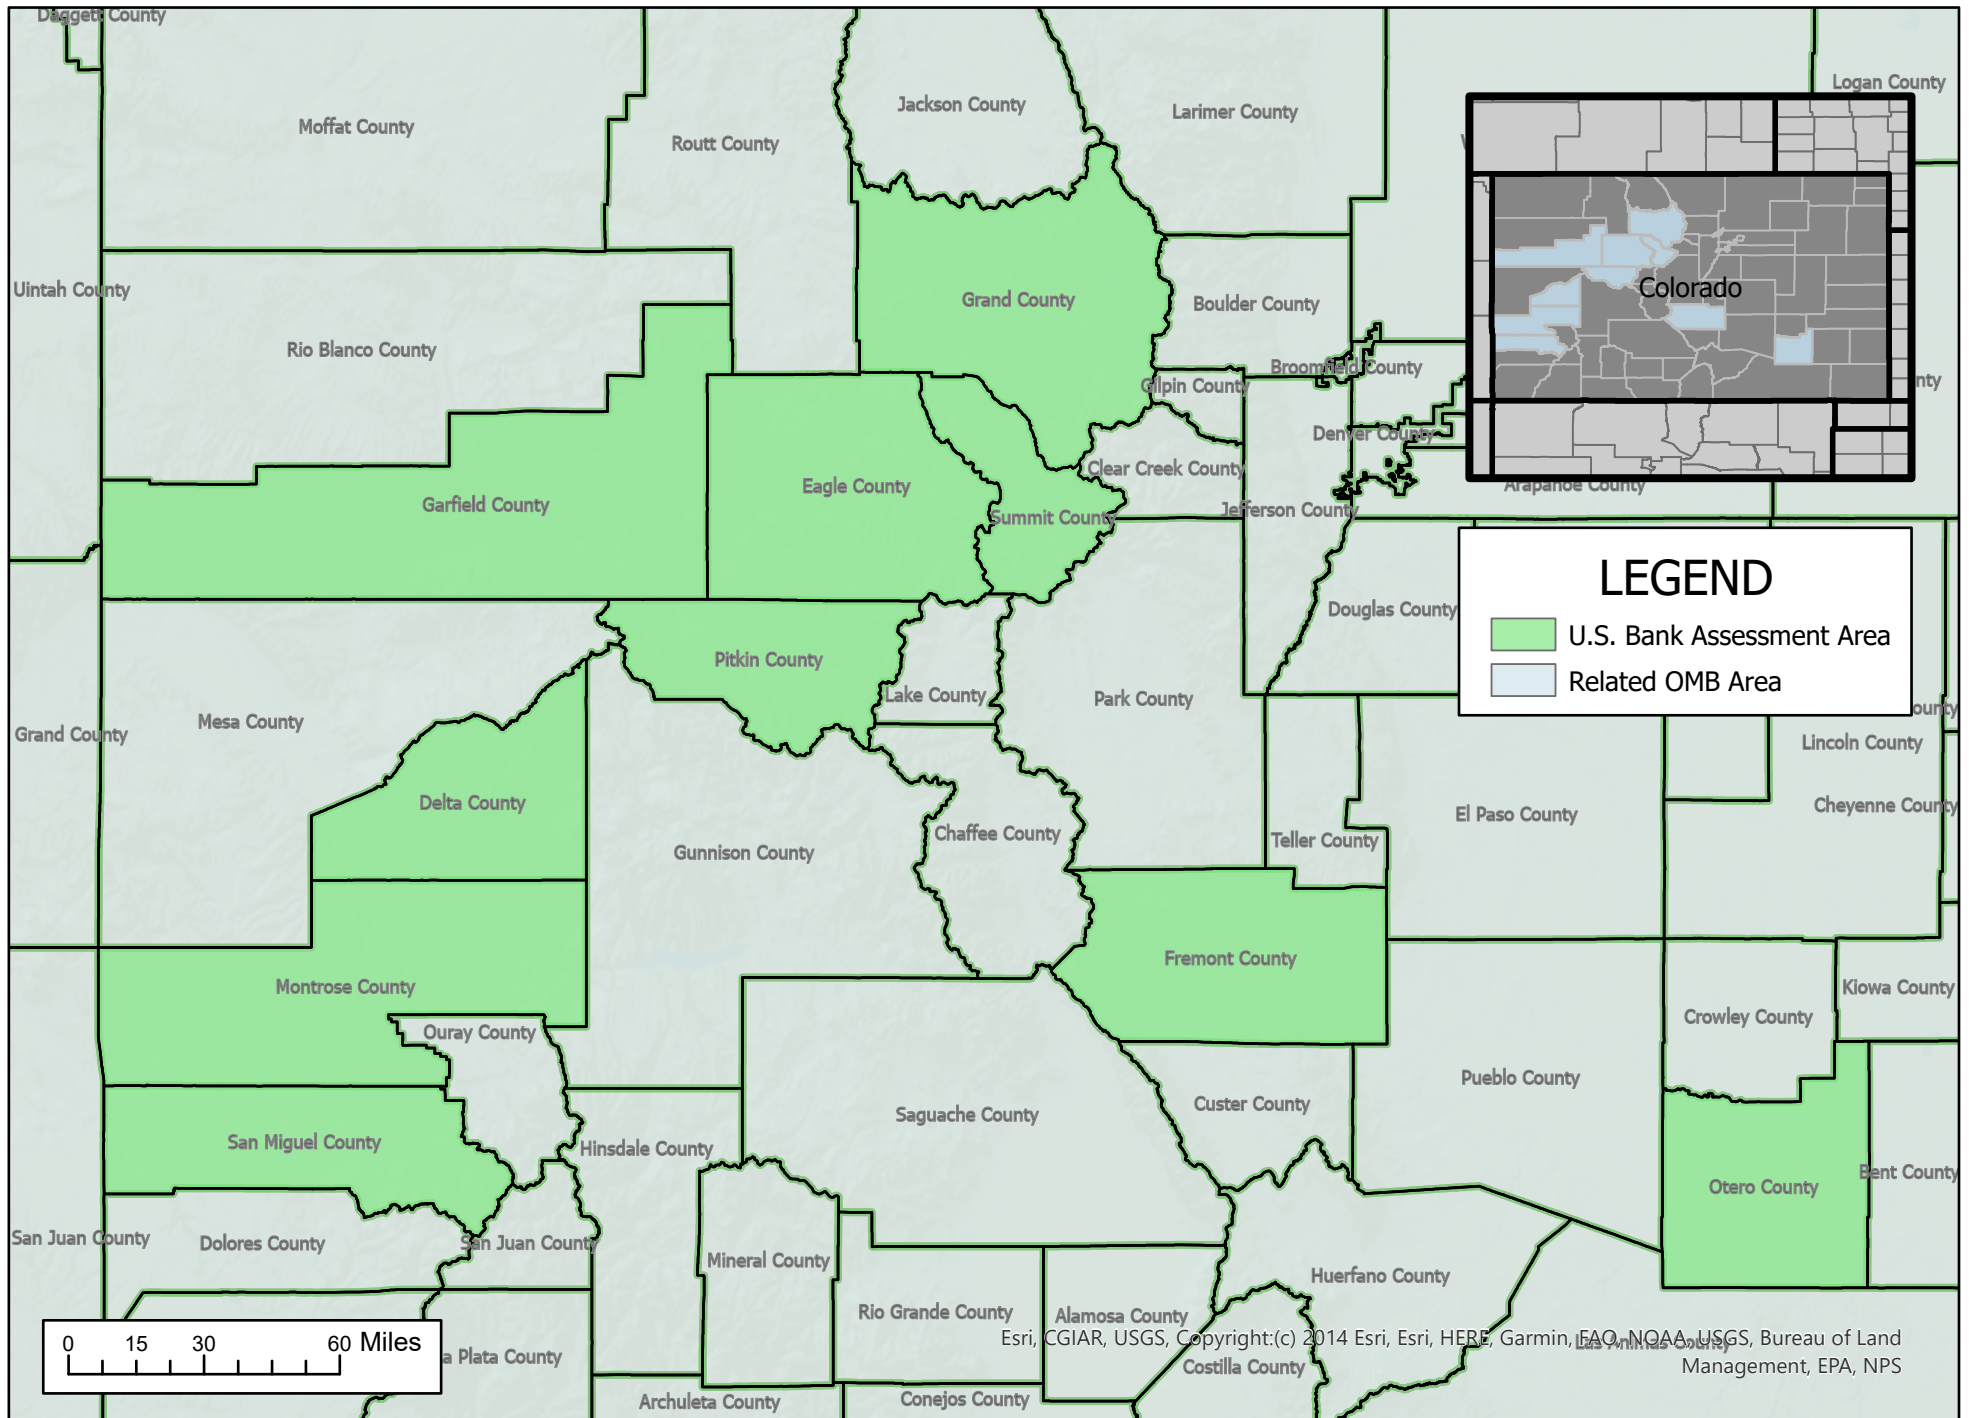 Daggett County
Logan County
Jackson County
Larimer County
Moffat County
Routt County
Uintah County
Grand County
Boulder County
Colorado
Rio Blanco County
Broomfield County
Gilpin County
nty
Denver County
Clear Creek County
Eagle County
Garfield County
Arapahoe County
Jefferson County
Summit County
LEGEND
U.S. Bank Assessment Area
Related OMB Area
Douglas County
Pitkin County
Lake County
Park County
ounty
Mesa County
Grand County
Lincoln County
Delta County
Cheyenne County
El Paso County
Chaffee County
Teller County
Gunnison County
Fremont County
Montrose County
Kiowa County
Crowley County
Ouray County
Pueblo County
Custer County
Saguache County
San Miguel County
Hinsdale County
Bent County
Otero County
San Juan County
Dolores County
San Juan County
Mineral County
Huerfano County
Rio Grande County
Alamosa County
Las Animas County
Esri, CGIAR, USGS, Copyright:(c) 2014 Esri, Esri, HERE, Garmin, FAO, NOAA, USGS, Bureau of Land
Management, EPA, NPS
0 15 30 60 Miles
a Plata County
Costilla County
Archuleta County
Conejos County